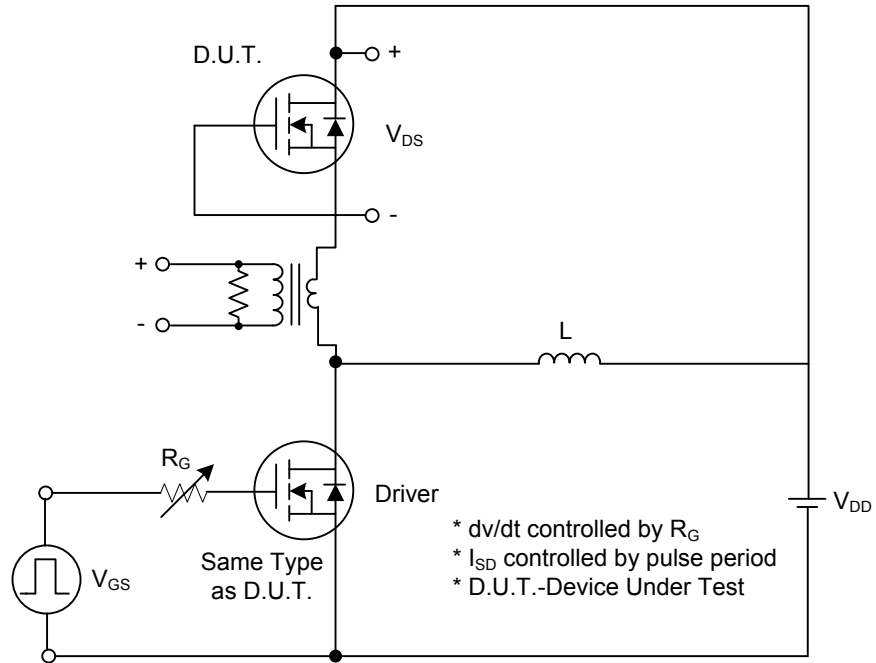 D.U.T.
+
V_DS
-
+
-
L
R_G
Driver
V_DD
V_GS
Same Type
as D.U.T.
* dv/dt controlled by R_G
* I_SD controlled by pulse period
* D.U.T.-Device Under Test